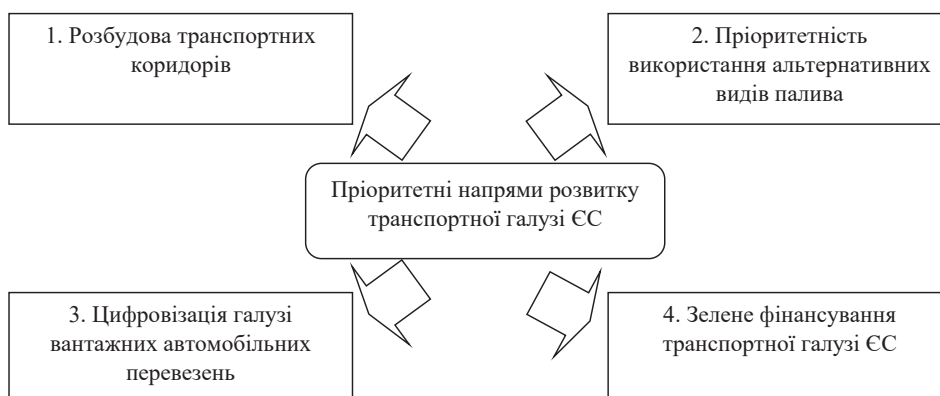 1. Розбудова транспортних
коридорів
2. Пріоритетність
використання альтернативних
видів палива
Пріоритетні напрями розвитку
транспортної галузі ЄС
3. Цифровізація галузі
вантажних автомобільних
перевезень
4. Зелене фінансування
транспортної галузі ЄС